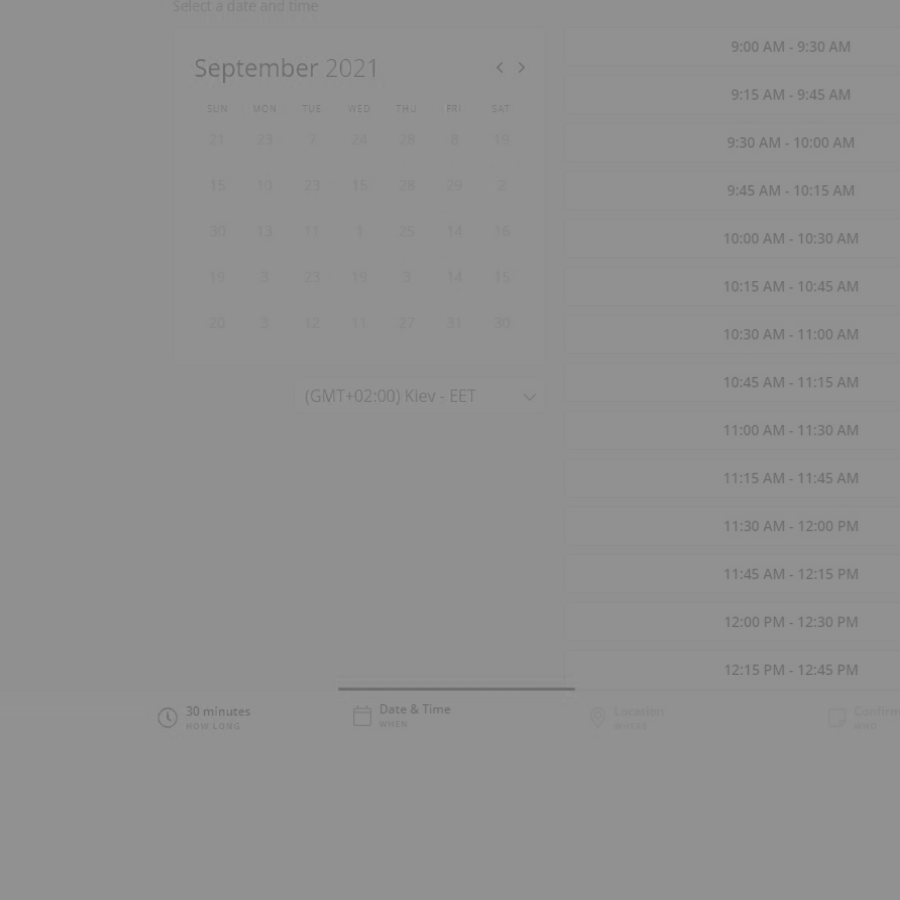 Select a date and time
September 2021
SUN MON TUE WED THU FRI SAT
21 23 7 24 28 8 19
15 10 23 15 28 29 2
30 13 11 1 25 14 16
19 3 29 19 3 14 15
20 3 12 11 27 31 30
(GMT+02:00) Kiev - EET
9:00 AM - 9:30 AM
9:15 AM - 9:45 AM
9:30 AM - 10:00 AM
9:45 AM - 10:15 AM
10:00 AM - 10:30 AM
10:15 AM - 10:45 AM
10:30 AM - 11:00 AM
10:45 AM - 11:15 AM
11:00 AM - 11:30 AM
11:15 AM - 11:45 AM
11:30 AM - 12:00 PM
11:45 AM - 12:15 PM
12:00 PM - 12:30 PM
12:15 PM - 12:45 PM
30 minutes
HOW LONG
Date & Time
WHEN
Location
WHERE
Confirm
WHO